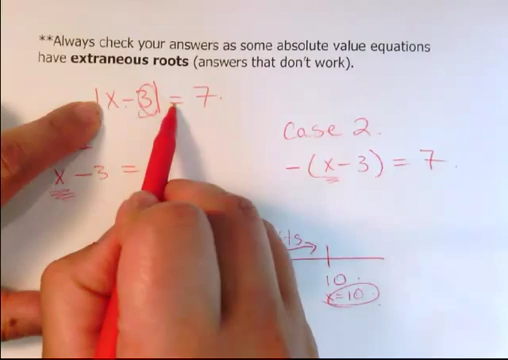 **Always check your answers as some absolute value equations
have extraneous roots (answers that don't work).
|x-3| = 7.
Case 2.
x-3 =
-(x-3) = 7.
10
x=10